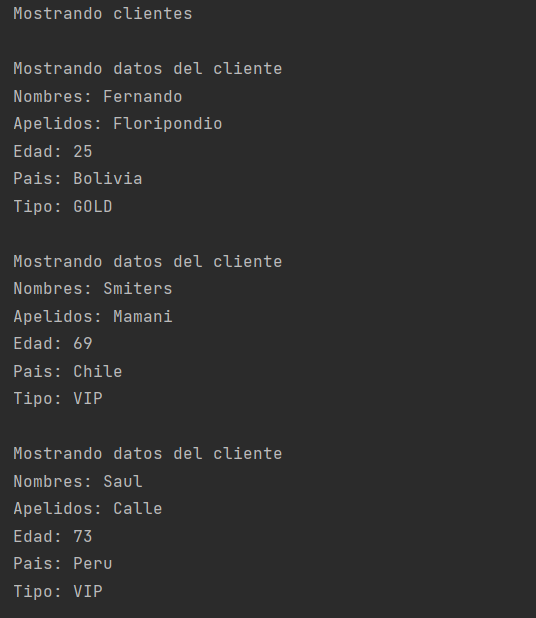 Mostrando clientes
Mostrando datos del cliente
Nombres: Fernando
Apelidos: Floripondio
Edad: 25
Pais: Bolivia
Tipo: GOLD
Mostrando datos del cliente
Nombres: Smiters
Apelidos: Mamani
Edad: 69
Pais: Chile
Tipo: VIP
Mostrando datos del cliente
Nombres: Saul
Apelidos: Calle
Edad: 73
Pais: Peru
Tipo: VIP